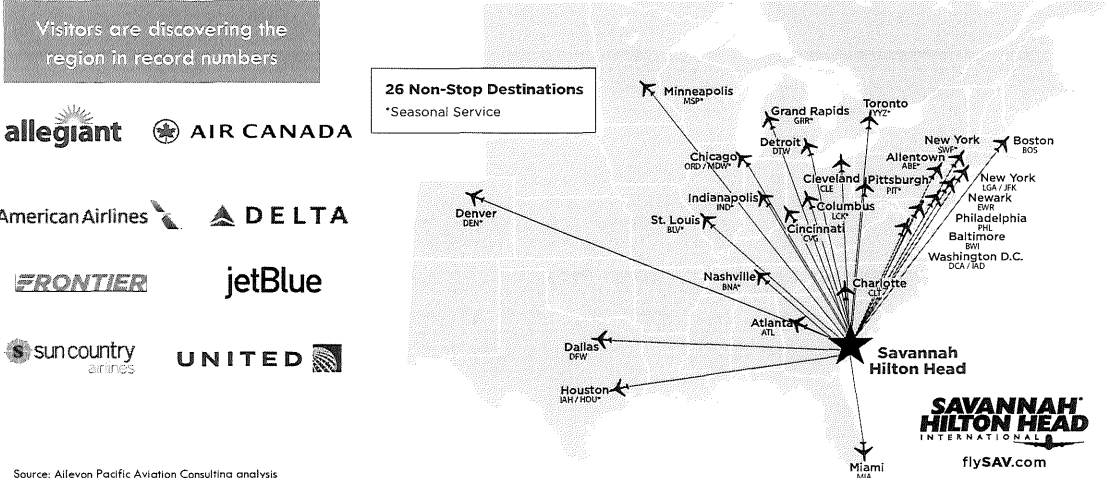 Visitors are discovering the
region in record numbers
allegiant
AIR CANADA
American Airlines
DELTA
FRONTIER
jetBlue
sun country
airlines
UNITED
26 Non-Stop Destinations
*Seasonal Service
Minneapolis
MSP*
Grand Rapids
GRR*
Toronto
YYZ*
Detroit
DTW
Chicago
ORD / MDW*
Cleveland
CLE
Pittsburgh
PIT*
New York
SWF*
Allentown
ABE*
Boston
BOS
New York
LGA / JFK
Newark
EWR
Philadelphia
PHL
Baltimore
BWI
Washington D.C.
DCA / IAD
Denver
DEN*
Indianapolis
IND*
Columbus
LCK*
St. Louis
BLV*
Cincinnati
CVG
Nashville
BNA*
Charlotte
CLT
Atlanta
ATL
Dallas
DFW
Houston
IAH / HOU*
Savannah
Hilton Head
Miami
MIA
SAVANNAH
HILTON HEAD
INTERNATIONAL
flySAV.com
Source: Ailevon Pacific Aviation Consulting analysis